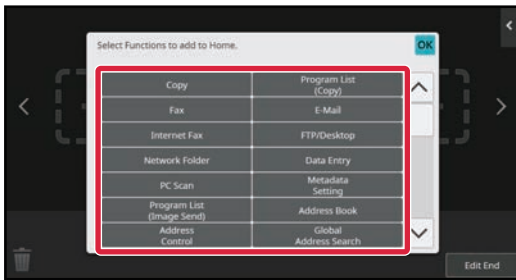 Select Functions to add to Home.
OK
Copy
Program List
(Copy)
Fax
E-Mail
Internet Fax
FTP/Desktop
Network Folder
Data Entry
PC Scan
Metadata
Setting
Program List
(Image Send)
Address Book
Address
Control
Global
Address Search
Edit End